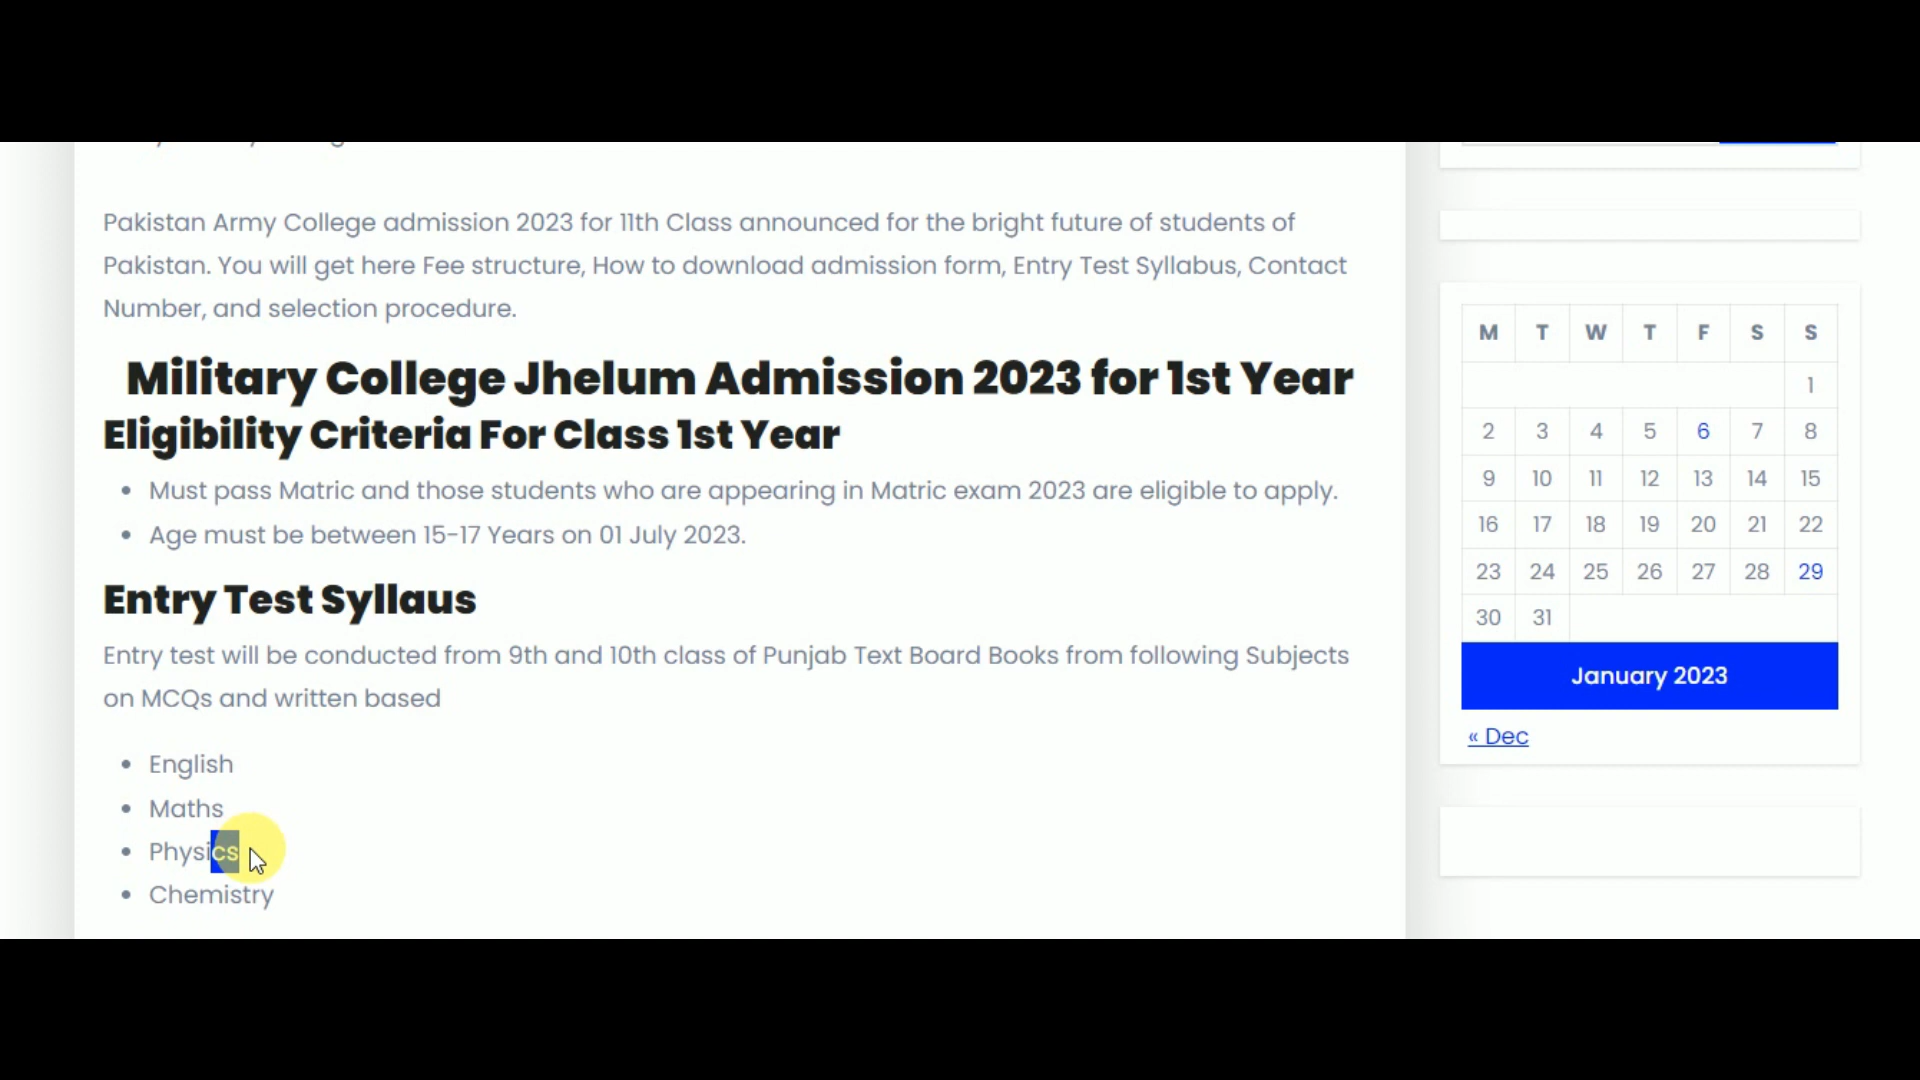 Pakistan Army College admission 2023 for 11th Class announced for the bright future of students of
Pakistan. You will get here Fee structure, How to download admission form, Entry Test Syllabus, Contact
Number, and selection procedure.
Military College Jhelum Admission 2023 for 1st Year
Eligibility Criteria For Class 1st Year
• Must pass Matric and those students who are appearing in Matric exam 2023 are eligible to apply.
• Age must be between 15-17 Years on 01 July 2023.
Entry Test Syllaus
Entry test will be conducted from 9th and 10th class of Punjab Text Board Books from following Subjects
on MCQs and written based
• English
• Maths
• Physics
• Chemistry
M T W T F S S
1
2 3 4 5 6 7 8
9 10 11 12 13 14 15
16 17 18 19 20 21 22
23 24 25 26 27 28 29
30 31
January 2023
« Dec